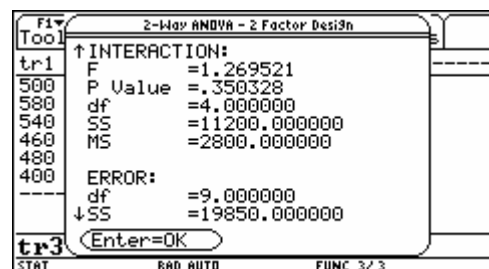 F1▼
Tool
2-Way ANOVA - 2 Factor Design
s
tr1
500
580
540
460
480
400
----
↑INTERACTION:
F =1.269521
P Value =.350328
df =4.000000
SS =11200.000000
MS =2800.000000
ERROR:
df =9.000000
↓SS =19850.000000
Enter=OK
tr3
STAT RAD AUTO FUNC 3/3